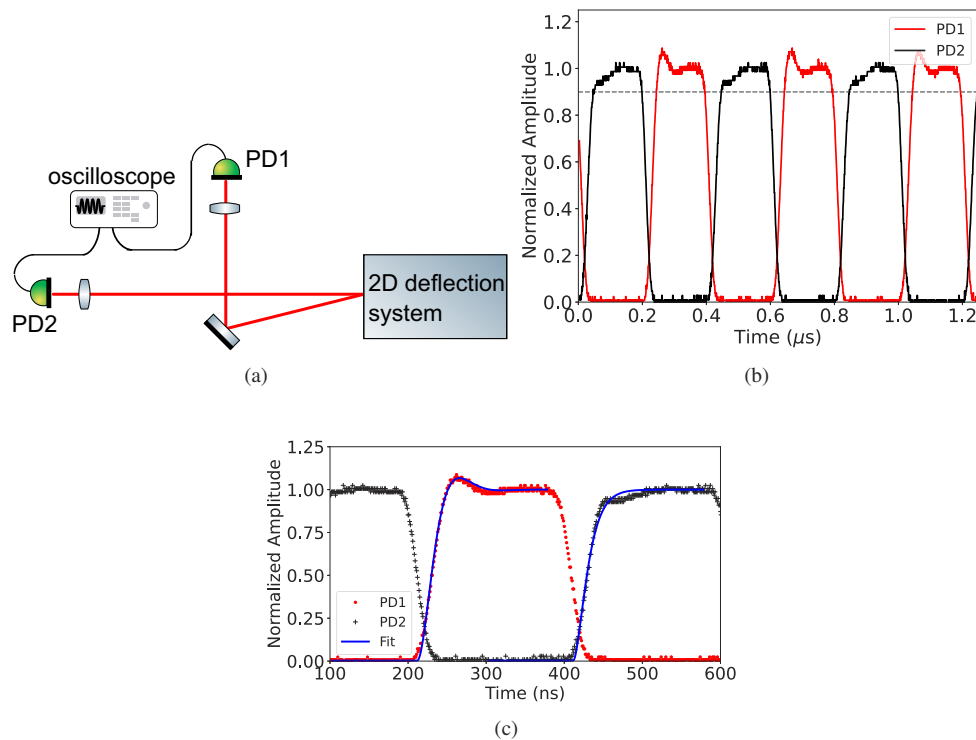 oscilloscope
PD1
PD2
2D deflection
system
(a)
Normalized Amplitude
1.2
1.0
0.8
0.6
0.4
0.2
0.0
PD1
PD2
0.0 0.2 0.4 0.6 0.8 1.0 1.2
Time (μs)
(b)
Normalized Amplitude
1.25
1.00
0.75
0.50
0.25
0.00
PD1
PD2
Fit
100 200 300 400 500 600
Time (ns)
(c)